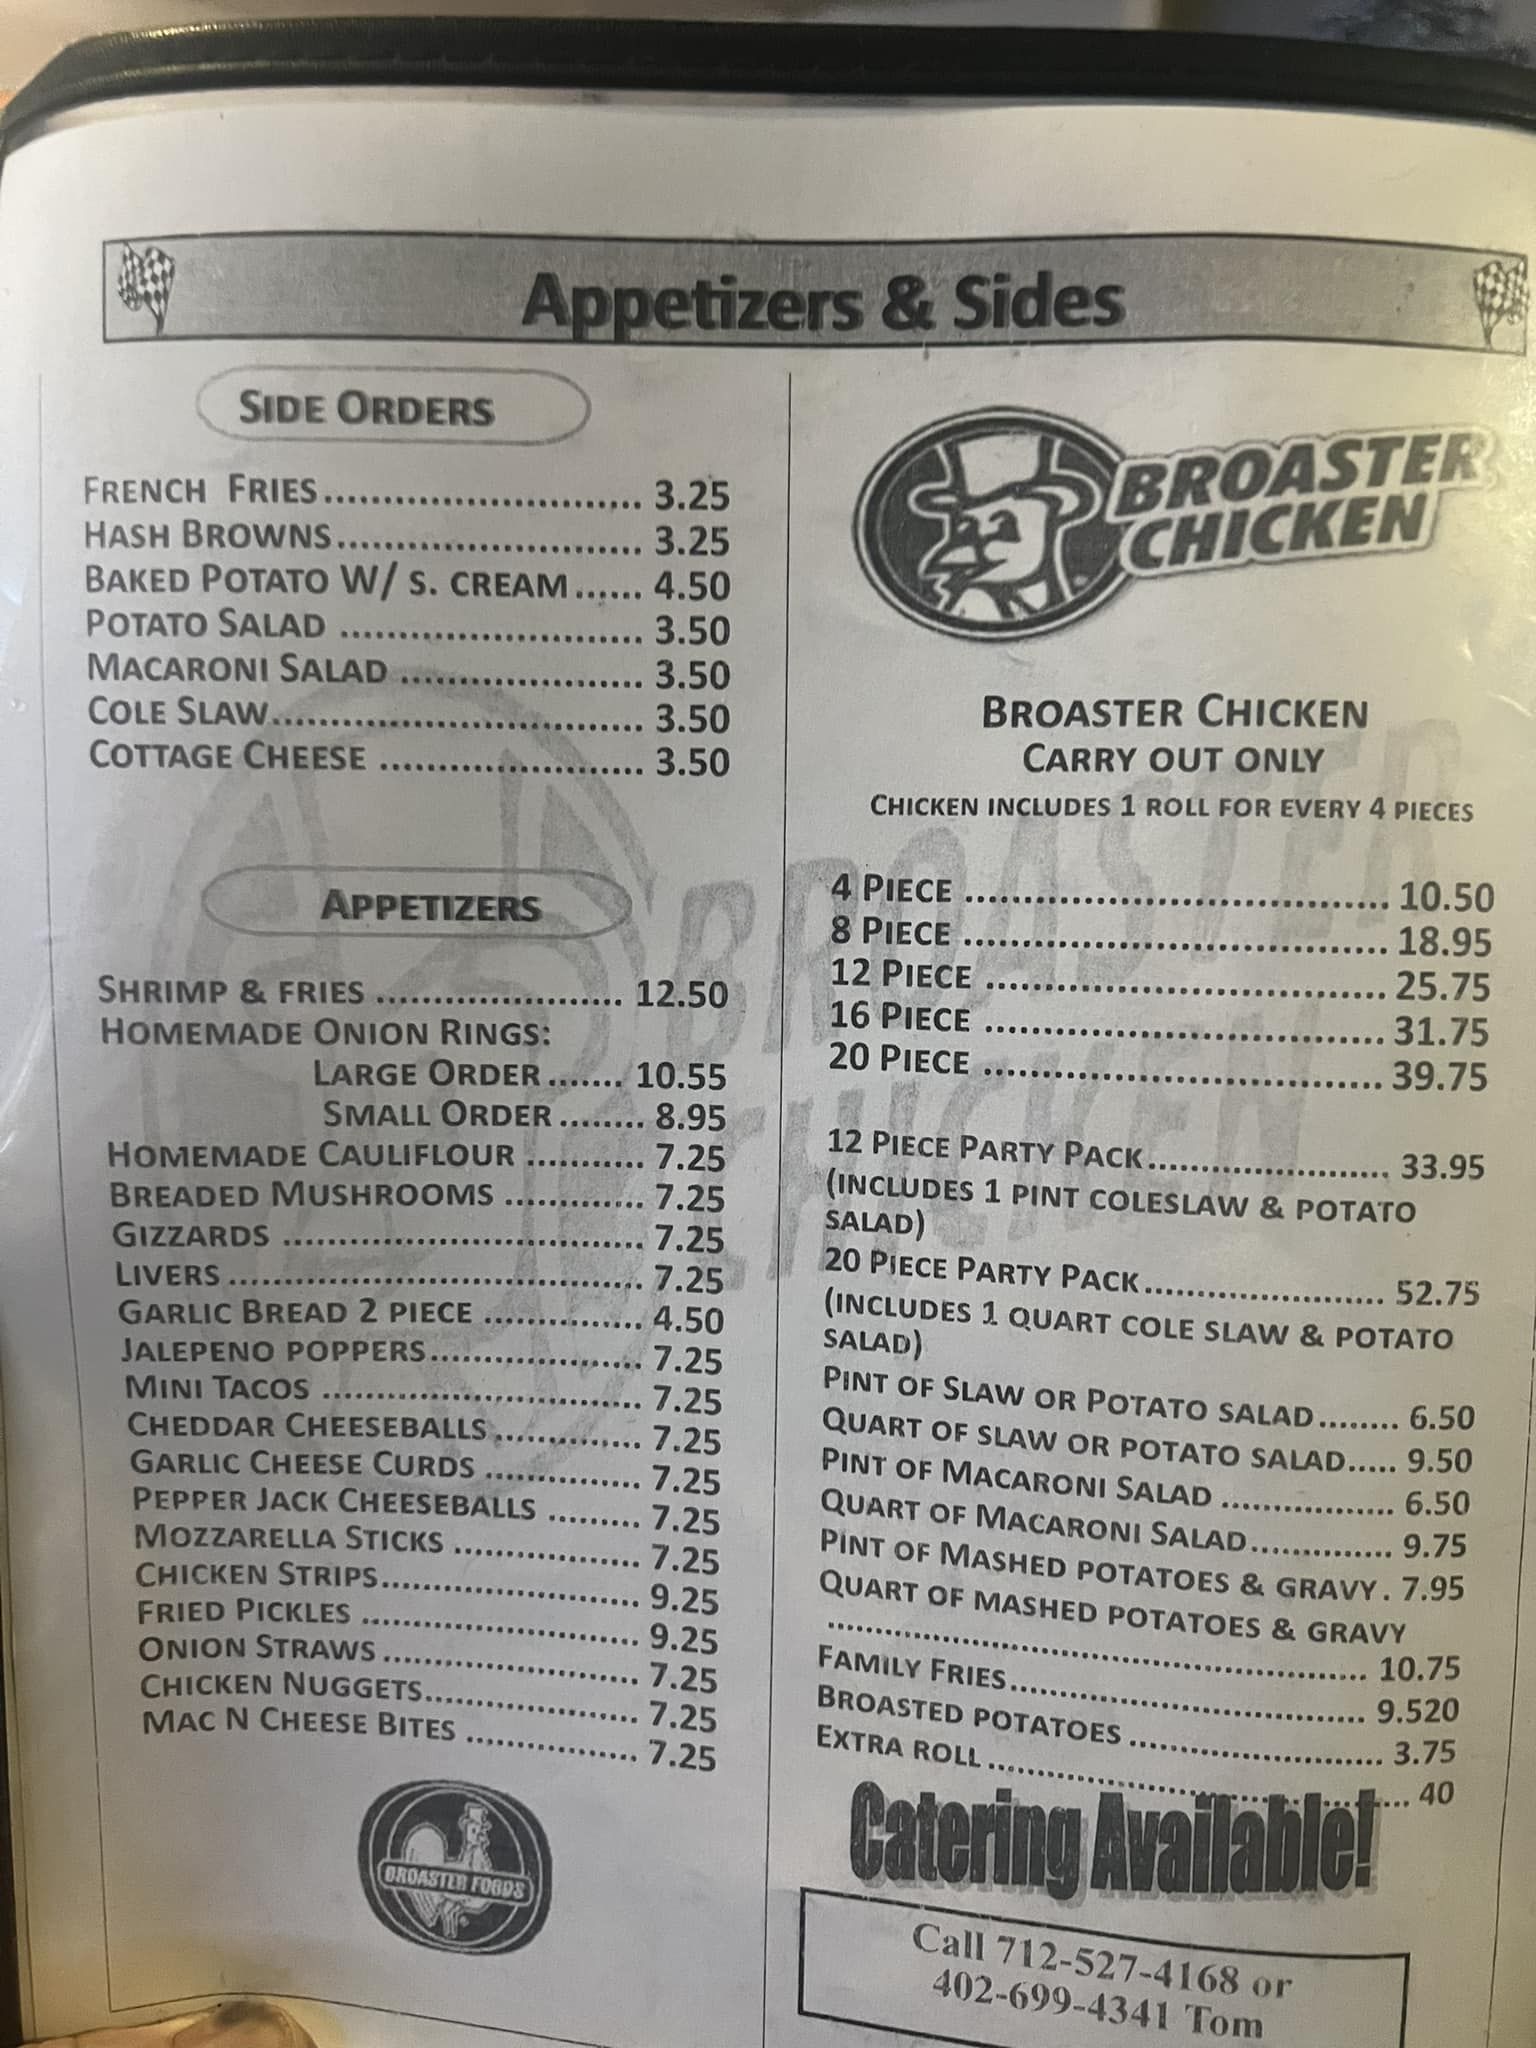 Appetizers & Sides
SIDE ORDERS
FRENCH FRIES................................ 3.25
HASH BROWNS............................... 3.25
BAKED POTATO W/ S. CREAM...... 4.50
POTATO SALAD .............................. 3.50
MACARONI SALAD ........................ 3.50
COLE SLAW..................................... 3.50
COTTAGE CHEESE .......................... 3.50
APPETIZERS
SHRIMP & FRIES ........................ 12.50
HOMEMADE ONION RINGS:
LARGE ORDER....... 10.55
SMALL ORDER........ 8.95
HOMEMADE CAULIFLOUR ........... 7.25
BREADED MUSHROOMS ............. 7.25
GIZZARDS .................................... 7.25
LIVERS......................................... 7.25
GARLIC BREAD 2 PIECE ............... 4.50
JALEPENO POPPERS..................... 7.25
MINI TACOS ................................ 7.25
CHEDDAR CHEESEBALLS.............. 7.25
GARLIC CHEESE CURDS ............... 7.25
PEPPER JACK CHEESEBALLS ......... 7.25
MOZZARELLA STICKS .................. 7.25
CHICKEN STRIPS.......................... 9.25
FRIED PICKLES ............................ 9.25
ONION STRAWS.......................... 7.25
CHICKEN NUGGETS..................... 7.25
MAC N CHEESE BITES ................. 7.25
BROASTER FOODS
BROASTER
CHICKEN
BROASTER CHICKEN
CARRY OUT ONLY
CHICKEN INCLUDES 1 ROLL FOR EVERY 4 PIECES
4 PIECE .................................... 10.50
8 PIECE .................................... 18.95
12 PIECE .................................. 25.75
16 PIECE .................................. 31.75
20 PIECE .................................. 39.75
12 PIECE PARTY PACK........................ 33.95
(INCLUDES 1 PINT COLESLAW & POTATO
SALAD)
20 PIECE PARTY PACK........................ 52.75
(INCLUDES 1 QUART COLE SLAW & POTATO
SALAD)
PINT OF SLAW OR POTATO SALAD........ 6.50
QUART OF SLAW OR POTATO SALAD..... 9.50
PINT OF MACARONI SALAD ................. 6.50
QUART OF MACARONI SALAD.............. 9.75
PINT OF MASHED POTATOES & GRAVY . 7.95
QUART OF MASHED POTATOES & GRAVY
...................................................... 10.75
FAMILY FRIES.................................... 9.520
BROASTED POTATOES ......................... 3.75
EXTRA ROLL ........................................ 40
Catering Available!
Call 712-527-4168 or
402-699-4341 Tom
BROASTER
CHICKEN